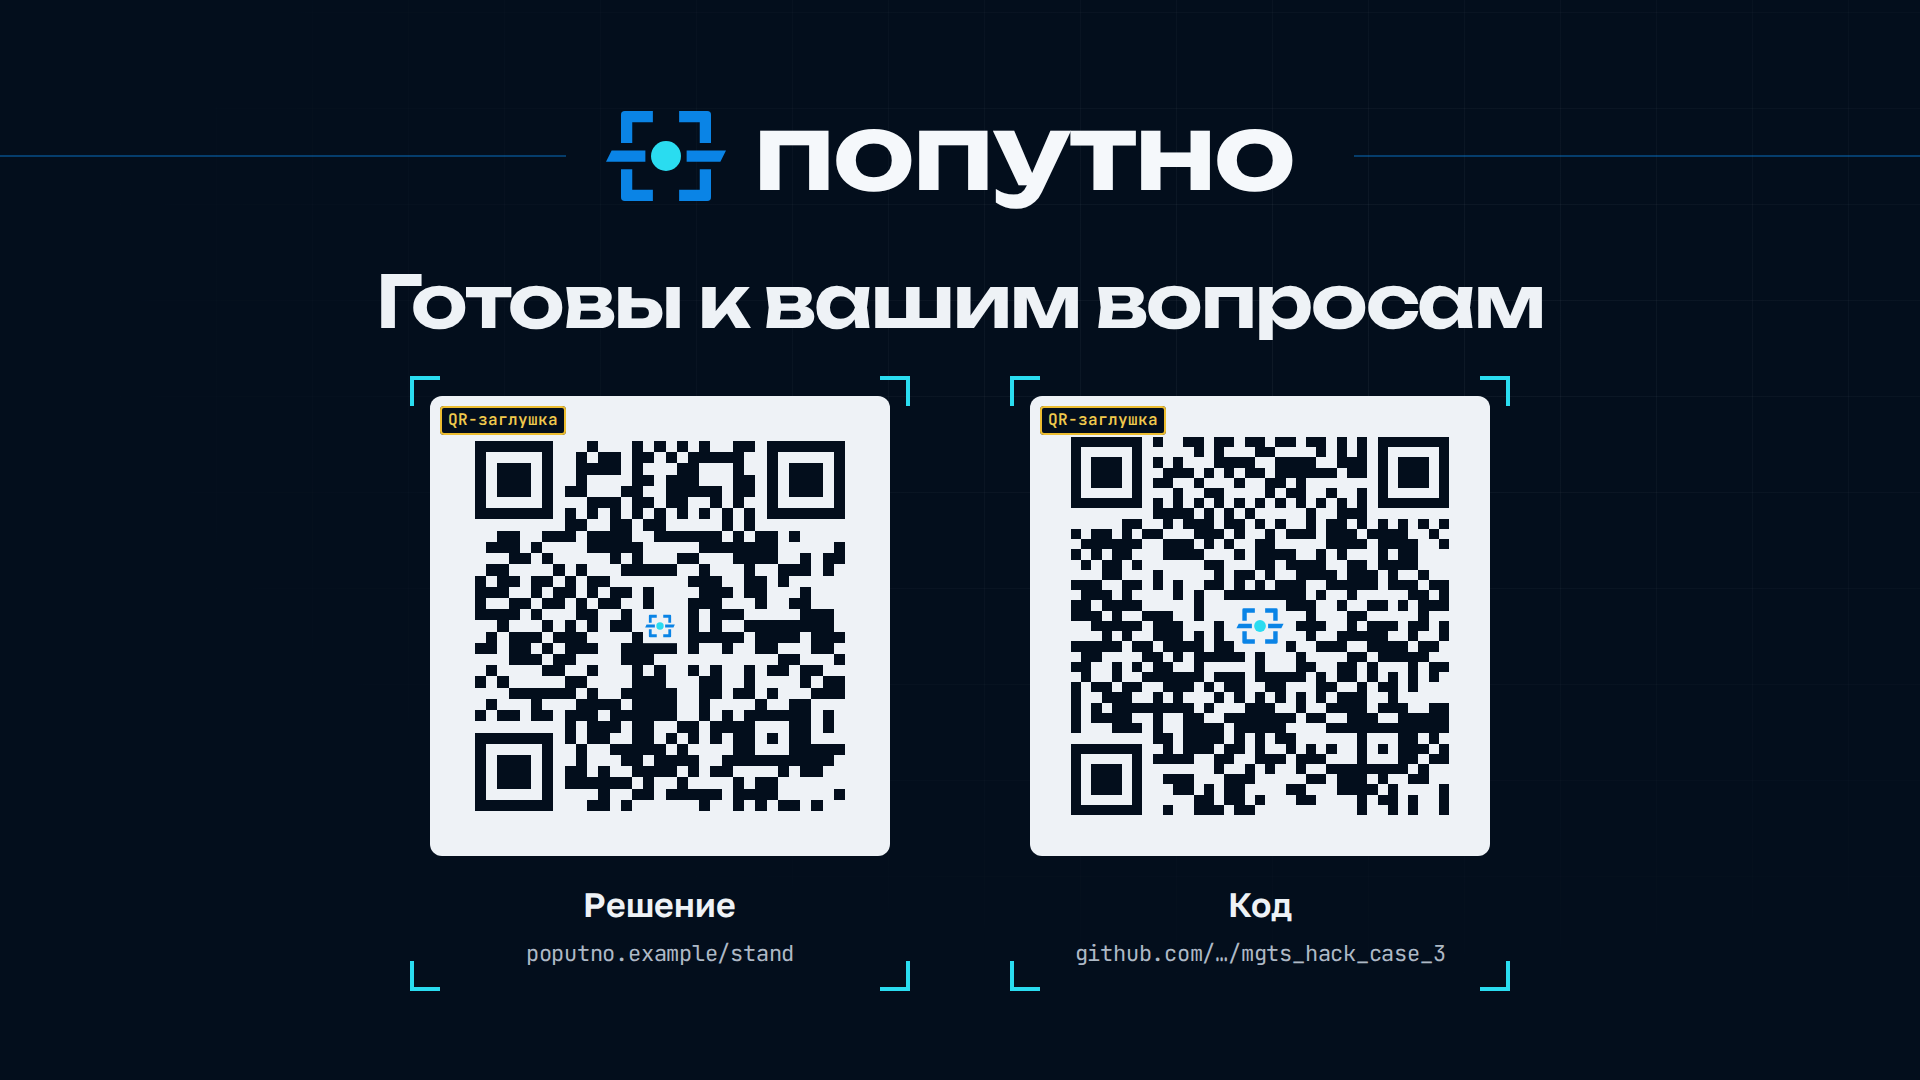 ПОПУТНО
Готовы к вашим вопросам
QR-заглушка
QR-заглушка
Решение
Код
poputno.example/stand
github.com/…/mgts_hack_case_3